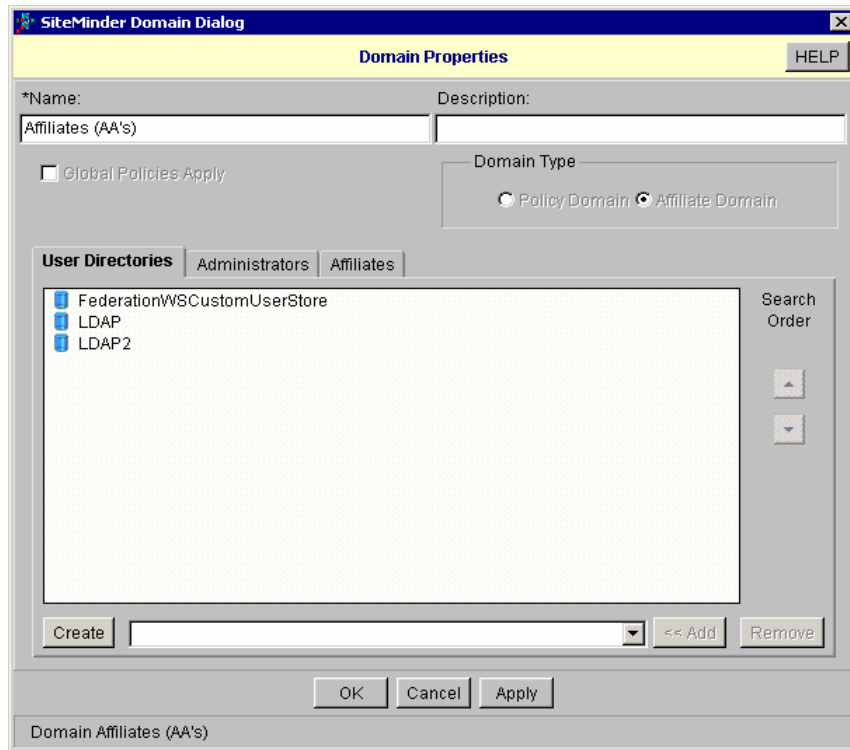 SiteMinder Domain Dialog
Domain Properties
HELP
*Name:
Description:
Affiliates (AA's)
Global Policies Apply
Domain Type
Policy Domain Affiliate Domain
User Directories Administrators Affiliates
FederationWSCustomUserStore
LDAP
LDAP2
Search
Order
Create << Add Remove
OK Cancel Apply
Domain Affiliates (AA's)